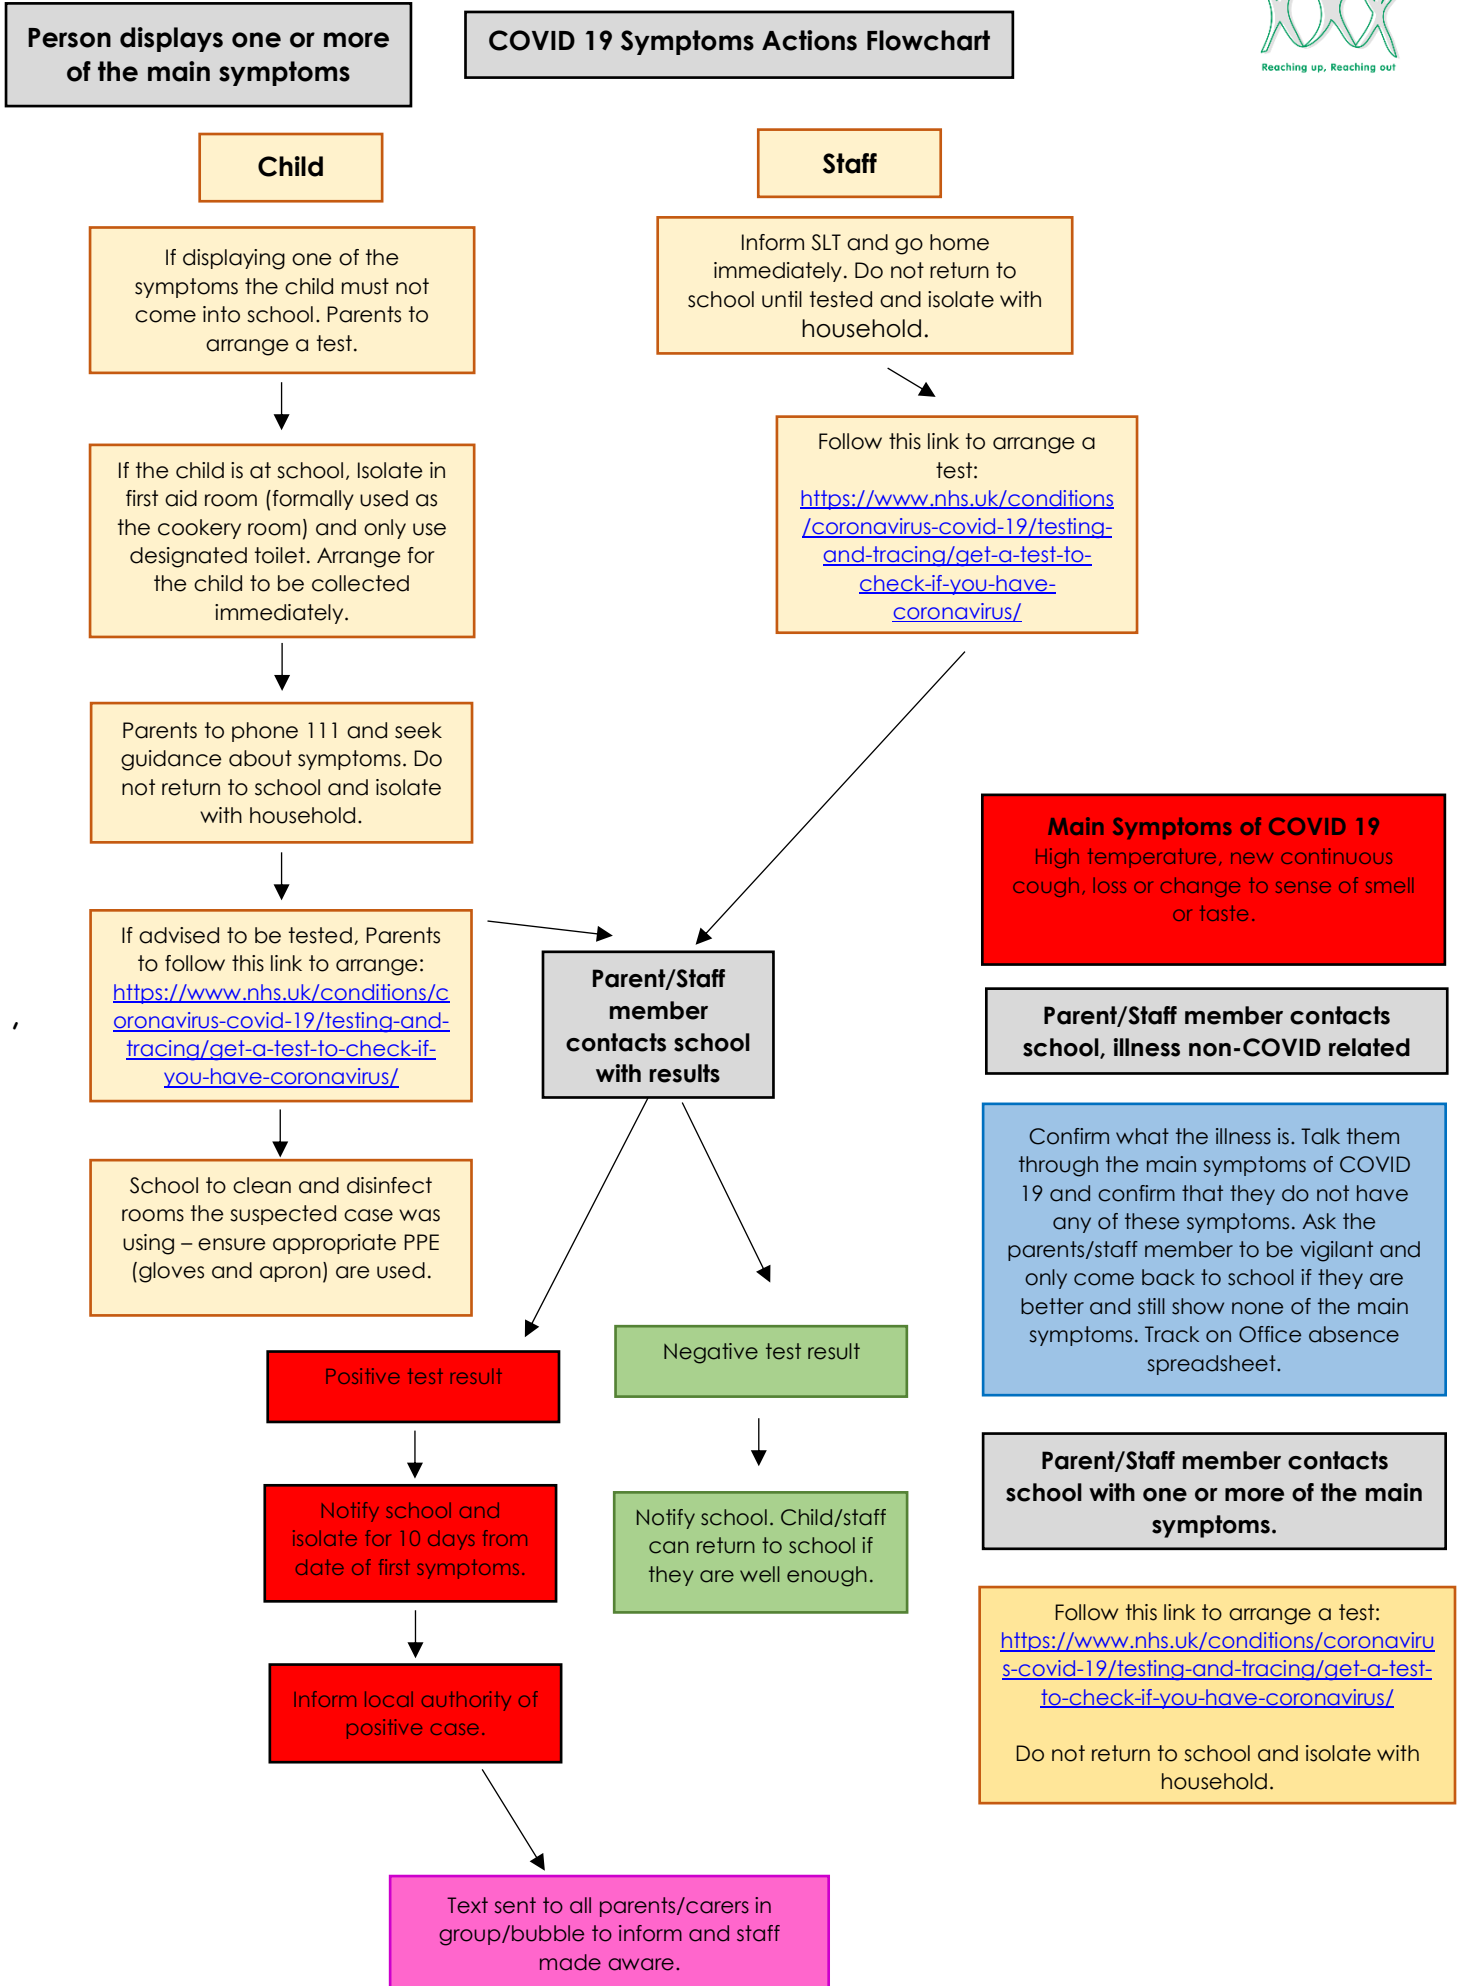 Person displays one or more
of the main symptoms
COVID 19 Symptoms Actions Flowchart
Reaching up, Reaching out
Child
Staff
If displaying one of the
symptoms the child must not
come into school. Parents to
arrange a test.
Inform SLT and go home
immediately. Do not return to
school until tested and isolate with
household.
If the child is at school, Isolate in
first aid room (formally used as
the cookery room) and only use
designated toilet. Arrange for
the child to be collected
immediately.
Follow this link to arrange a
test:
https://www.nhs.uk/conditions
/coronavirus-covid-19/testing-
and-tracing/get-a-test-to-
check-if-you-have-
coronavirus/
Parents to phone 111 and seek
guidance about symptoms. Do
not return to school and isolate
with household.
If advised to be tested, Parents
to follow this link to arrange:
https://www.nhs.uk/conditions/c
oronavirus-covid-19/testing-and-
tracing/get-a-test-to-check-if-
you-have-coronavirus/
,
School to clean and disinfect
rooms the suspected case was
using – ensure appropriate PPE
(gloves and apron) are used.
Parent/Staff
member
contacts school
with results
Positive test result
Notify school and
isolate for 10 days from
date of first symptoms.
Inform local authority of
positive case.
Text sent to all parents/carers in
group/bubble to inform and staff
made aware.
Negative test result
Notify school. Child/staff
can return to school if
they are well enough.
Main Symptoms of COVID 19
High temperature, new continuous
cough, loss or change to sense of smell
or taste.
Parent/Staff member contacts
school, illness non-COVID related
Confirm what the illness is. Talk them
through the main symptoms of COVID
19 and confirm that they do not have
any of these symptoms. Ask the
parents/staff member to be vigilant and
only come back to school if they are
better and still show none of the main
symptoms. Track on Office absence
spreadsheet.
Parent/Staff member contacts
school with one or more of the main
symptoms.
Follow this link to arrange a test:
https://www.nhs.uk/conditions/coronaviru
s-covid-19/testing-and-tracing/get-a-test-
to-check-if-you-have-coronavirus/
Do not return to school and isolate with
household.